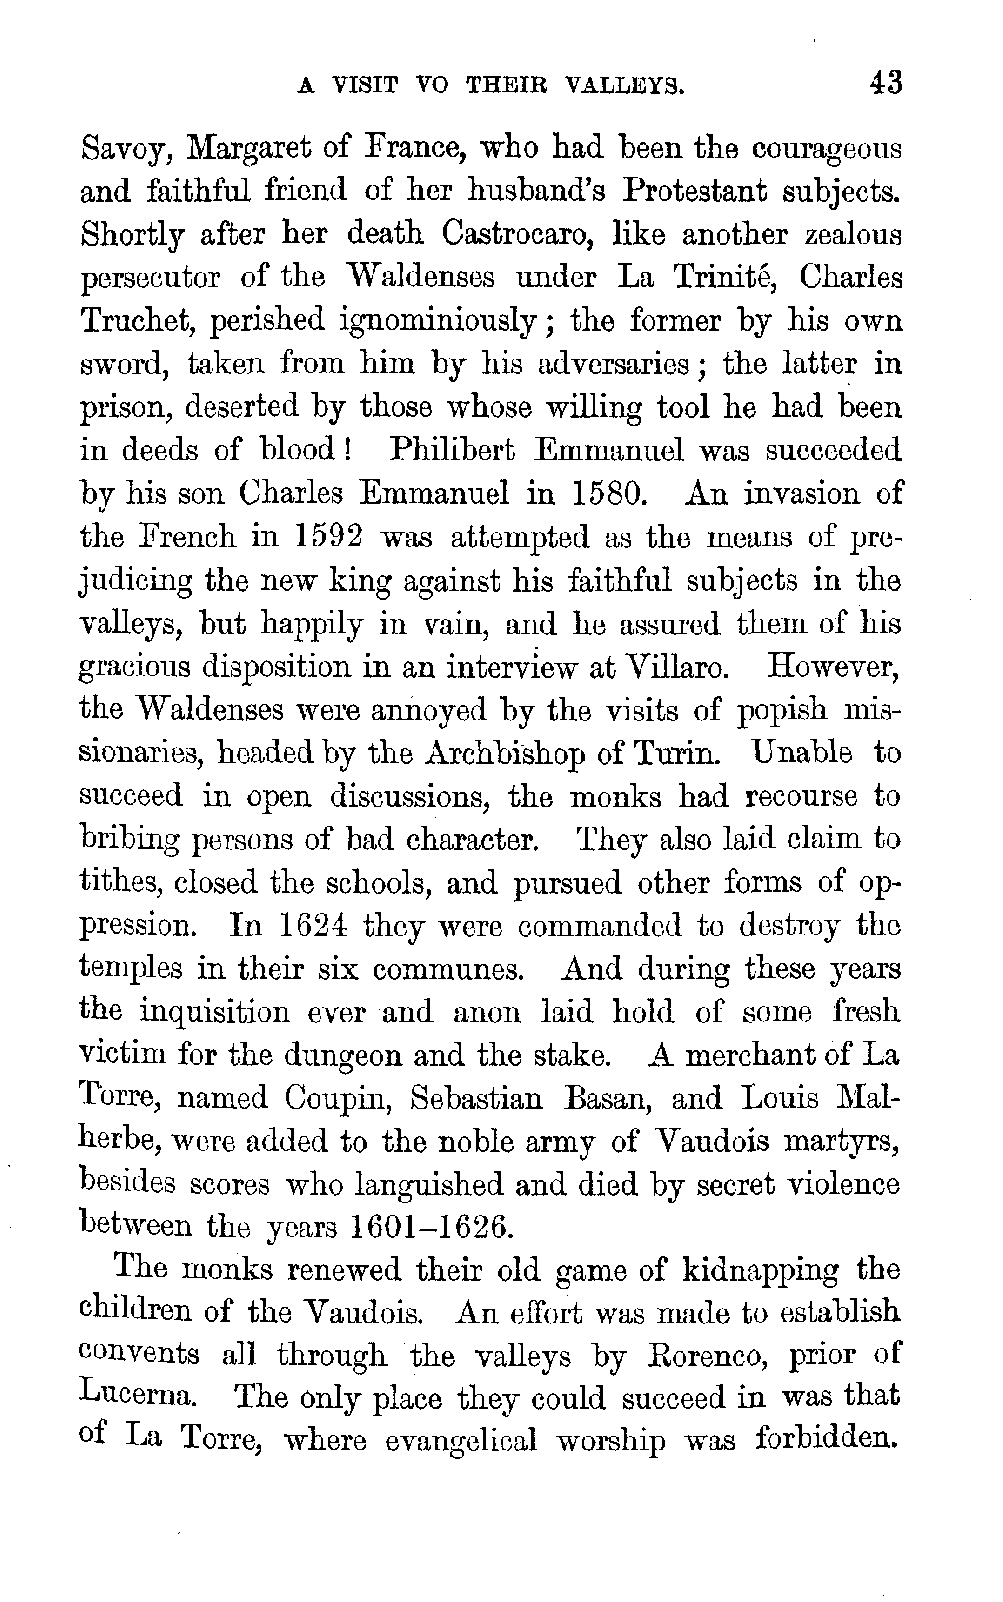 A VISIT VO THEIR VALLEYS. 43
Savoy, Margaret of France, who had been the courageous
and faithful friend of her husband's Protestant subjects.
Shortly after her death Castrocaro, like another zealous
persecutor of the Waldenses under La Trinité, Charles
Truchet, perished ignominiously; the former by his own
sword, taken from him by his adversaries; the latter in
prison, deserted by those whose willing tool he had been
in deeds of blood! Philibert Emmanuel was succeeded
by his son Charles Emmanuel in 1580. An invasion of
the French in 1592 was attempted as the means of pre-
judicing the new king against his faithful subjects in the
valleys, but happily in vain, and he assured them of his
gracious disposition in an interview at Villaro. However,
the Waldenses were annoyed by the visits of popish mis-
sionaries, headed by the Archbishop of Turin. Unable to
succeed in open discussions, the monks had recourse to
bribing persons of bad character. They also laid claim to
tithes, closed the schools, and pursued other forms of op-
pression. In 1624 they were commanded to destroy the
temples in their six communes. And during these years
the inquisition ever and anon laid hold of some fresh
victim for the dungeon and the stake. A merchant of La
Torre, named Coupin, Sebastian Basan, and Louis Mal-
herbe, were added to the noble army of Vaudois martyrs,
besides scores who languished and died by secret violence
between the years 1601–1626.
The monks renewed their old game of kidnapping the
children of the Vaudois. An effort was made to establish
convents all through the valleys by Rorenco, prior of
Lucerna. The only place they could succeed in was that
of La Torre, where evangelical worship was forbidden.